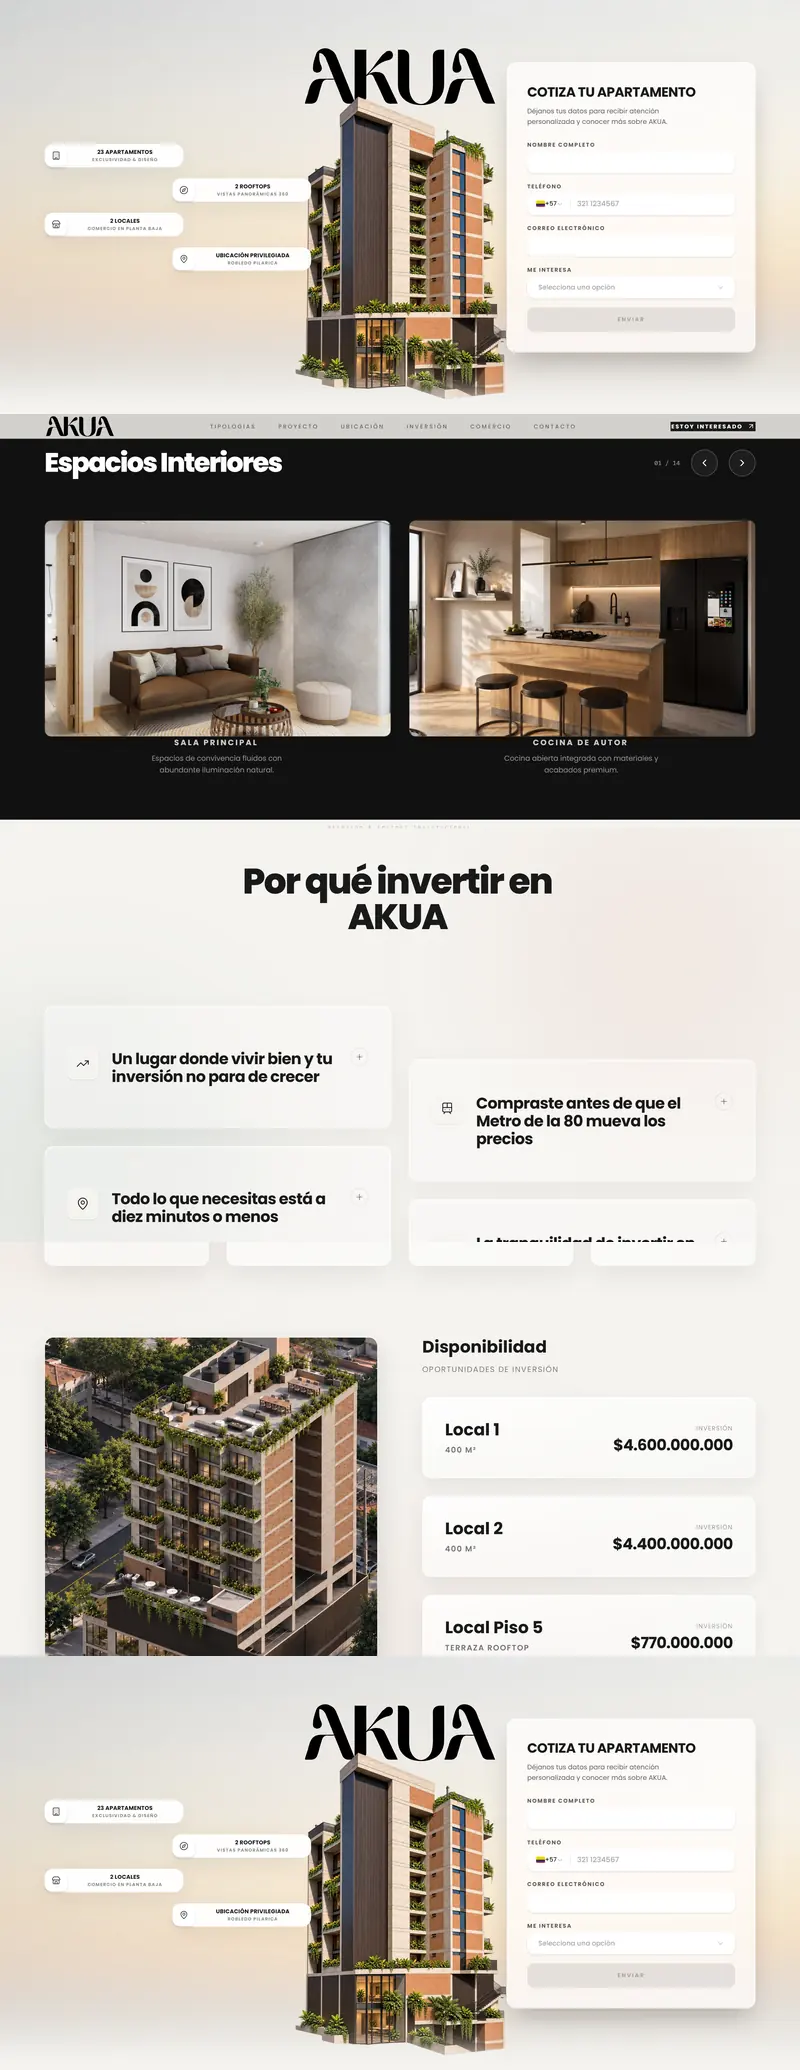 AKUA
23 APARTAMENTOS
EXCLUSIVIDAD & DISEÑO
2 ROOFTOPS
VISTAS PANORÁMICAS 360
2 LOCALES
COMERCIO EN PLANTA BAJA
UBICACIÓN PRIVILEGIADA
ROBLEDO PILARICA
COTIZA TU APARTAMENTO
Déjanos tus datos para recibir atención
personalizada y conocer más sobre AKUA.
NOMBRE COMPLETO
TELÉFONO
+57 321 1234567
CORREO ELECTRÓNICO
ME INTERESA
Selecciona una opción
ENVIAR
AKUA TIPOLOGÍAS PROYECTO UBICACIÓN INVERSIÓN COMERCIO CONTACTO ESTOY INTERESADO
Espacios Interiores
01 / 14
SALA PRINCIPAL
Espacios de convivencia fluidos con
abundante iluminación natural.
COCINA DE AUTOR
Cocina abierta integrada con materiales y
acabados premium.
Por qué invertir en
AKUA
Un lugar donde vivir bien y tu
inversión no para de crecer
Compraste antes de que el
Metro de la 80 mueva los
precios
Todo lo que necesitas está a
diez minutos o menos
La tranquilidad de invertir en
Disponibilidad
OPORTUNIDADES DE INVERSIÓN
Local 1
400 M²
INVERSIÓN
$4.600.000.000
Local 2
400 M²
INVERSIÓN
$4.400.000.000
Local Piso 5
TERRAZA ROOFTOP
INVERSIÓN
$770.000.000
AKUA
23 APARTAMENTOS
EXCLUSIVIDAD & DISEÑO
2 ROOFTOPS
VISTAS PANORÁMICAS 360
2 LOCALES
COMERCIO EN PLANTA BAJA
UBICACIÓN PRIVILEGIADA
ROBLEDO PILARICA
COTIZA TU APARTAMENTO
Déjanos tus datos para recibir atención
personalizada y conocer más sobre AKUA.
NOMBRE COMPLETO
TELÉFONO
+57 321 1234567
CORREO ELECTRÓNICO
ME INTERESA
Selecciona una opción
ENVIAR